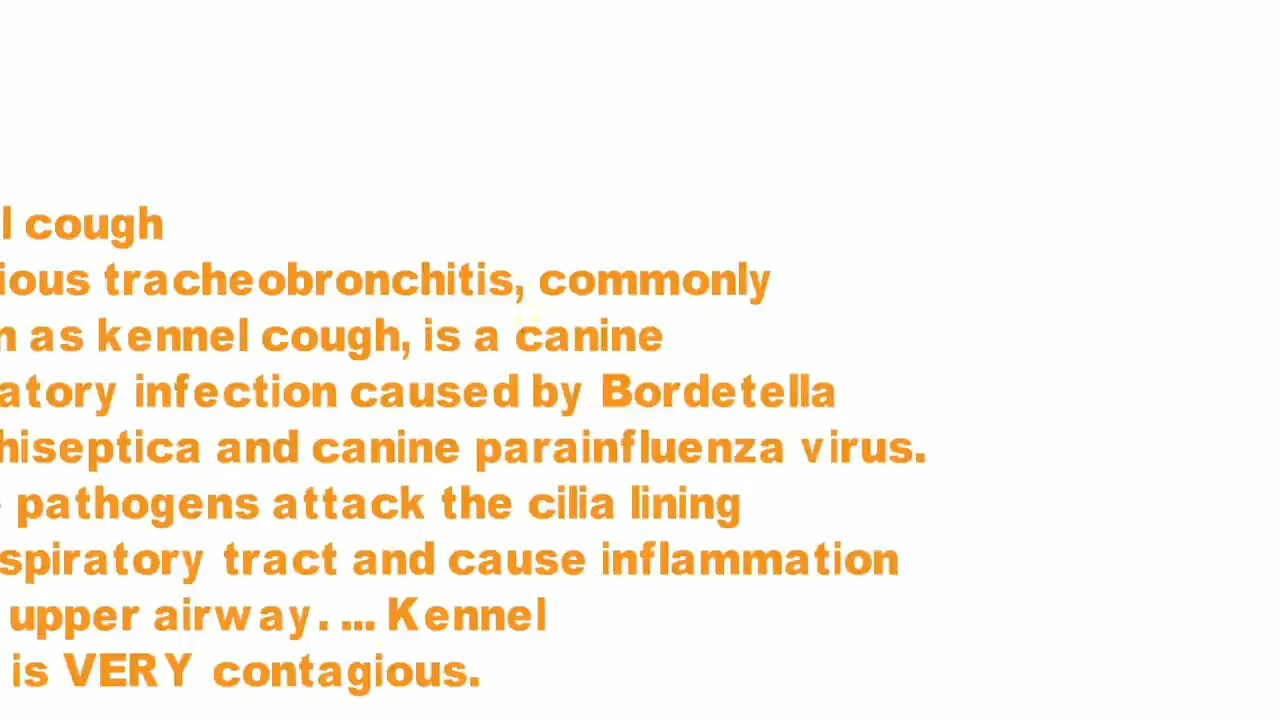 l cough
ious tracheobronchitis, commonly
n as kennel cough, is a canine
atory infection caused by Bordetella
hiseptica and canine parainfluenza virus.
pathogens attack the cilia lining
spiratory tract and cause inflammation
upper airway. ... Kennel
is VERY contagious.